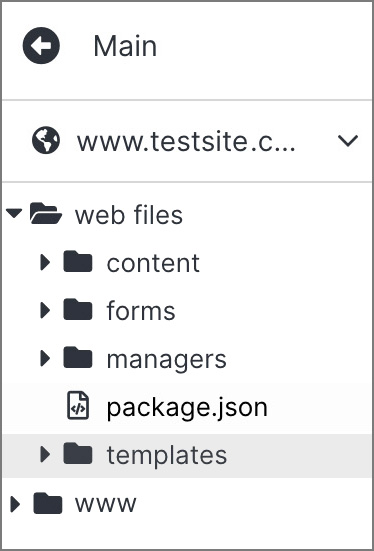 Main
www.testsite.c...
web files
content
forms
managers
package.json
templates
www